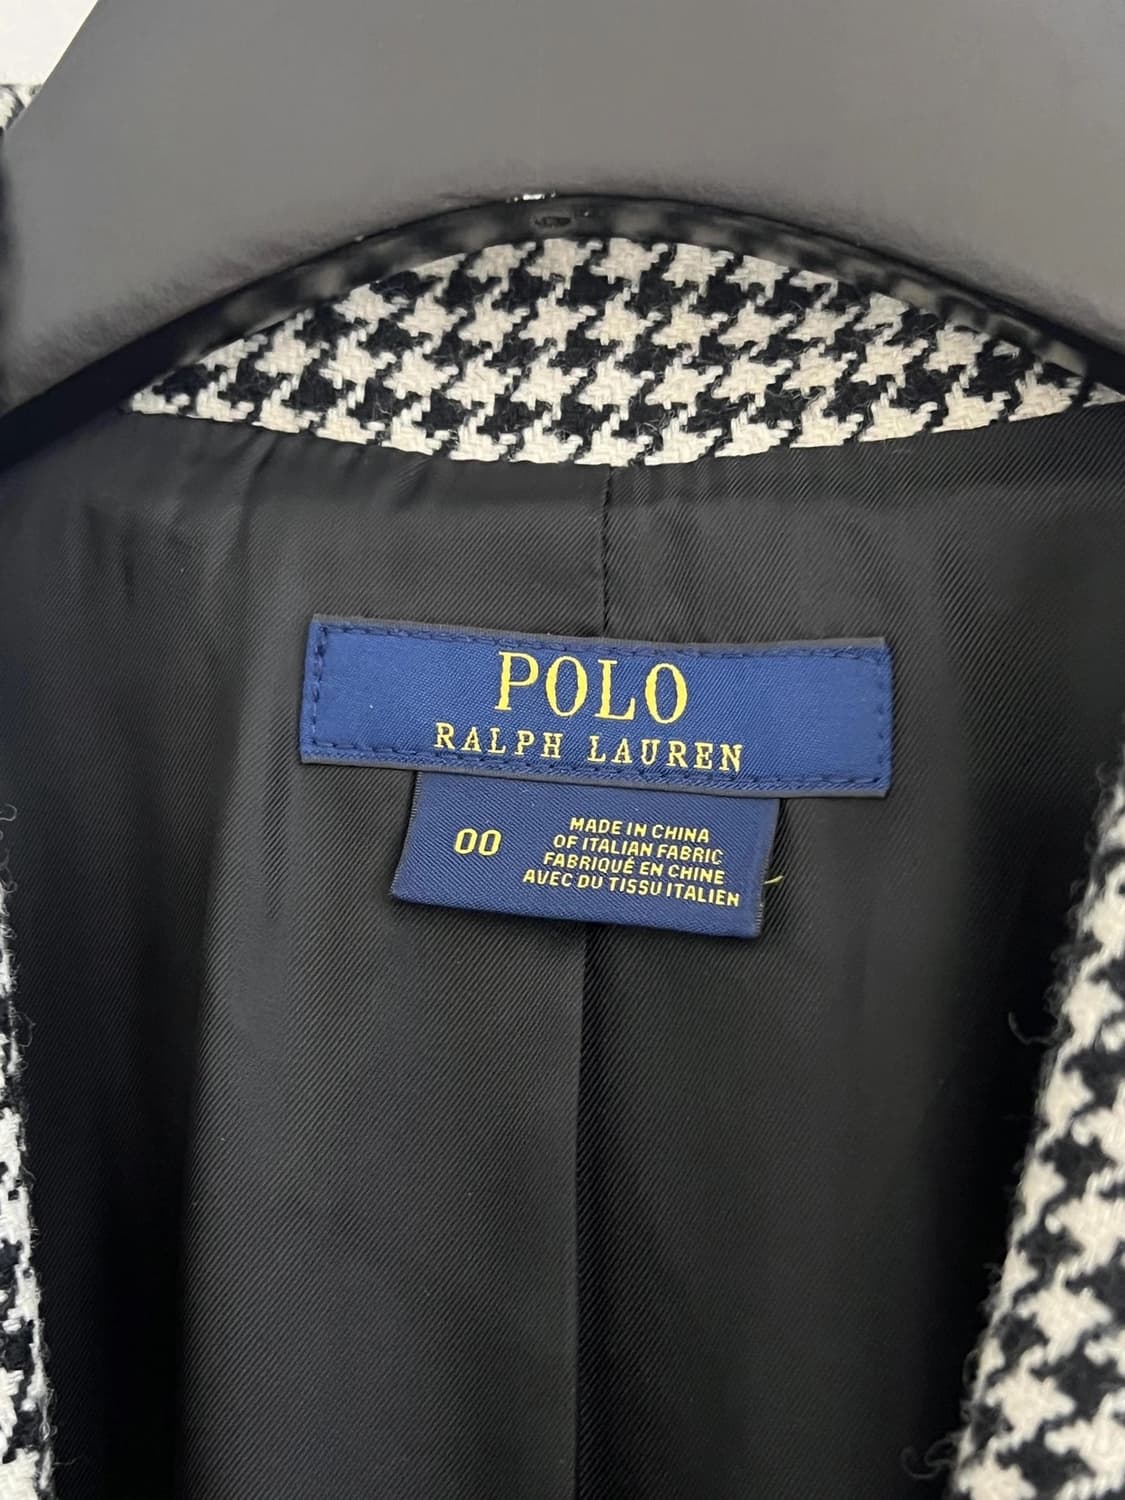 POLO
RALPH LAUREN
00
MADE IN CHINA
OF ITALIAN FABRIC
FABRIQUÉ EN CHINE
AVEC DU TISSU ITALIEN